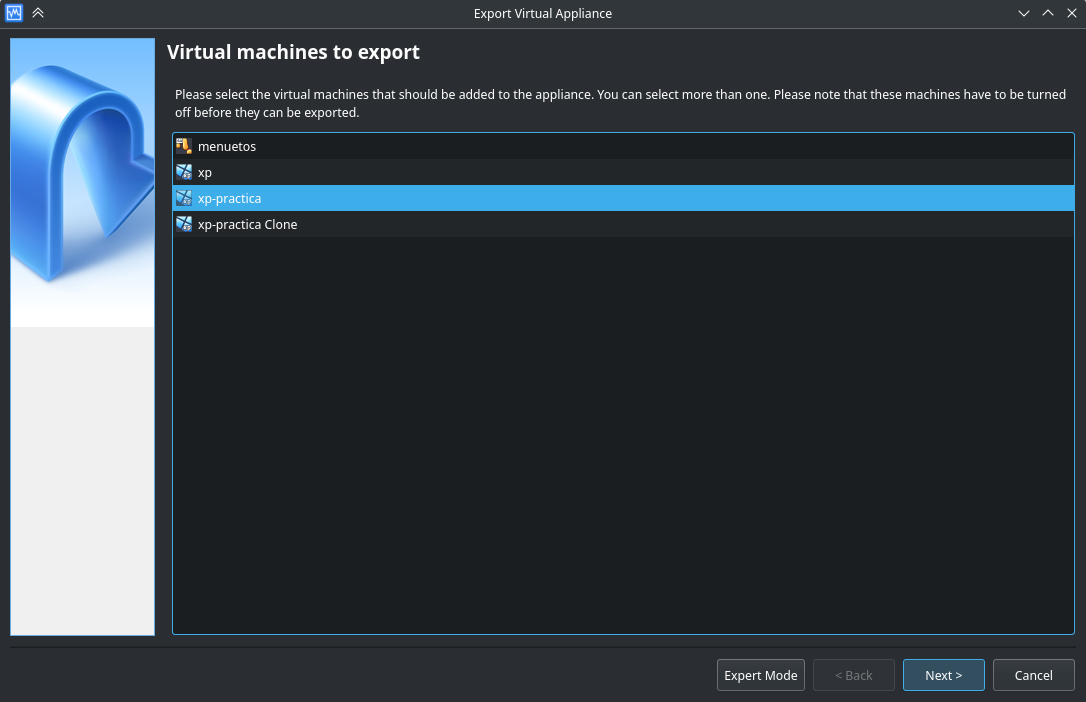 Export Virtual Appliance
Virtual machines to export
Please select the virtual machines that should be added to the appliance. You can select more than one. Please note that these machines have to be turned
off before they can be exported.
menuetos
xp
xp-practica
xp-practica Clone
Expert Mode
< Back
Next >
Cancel